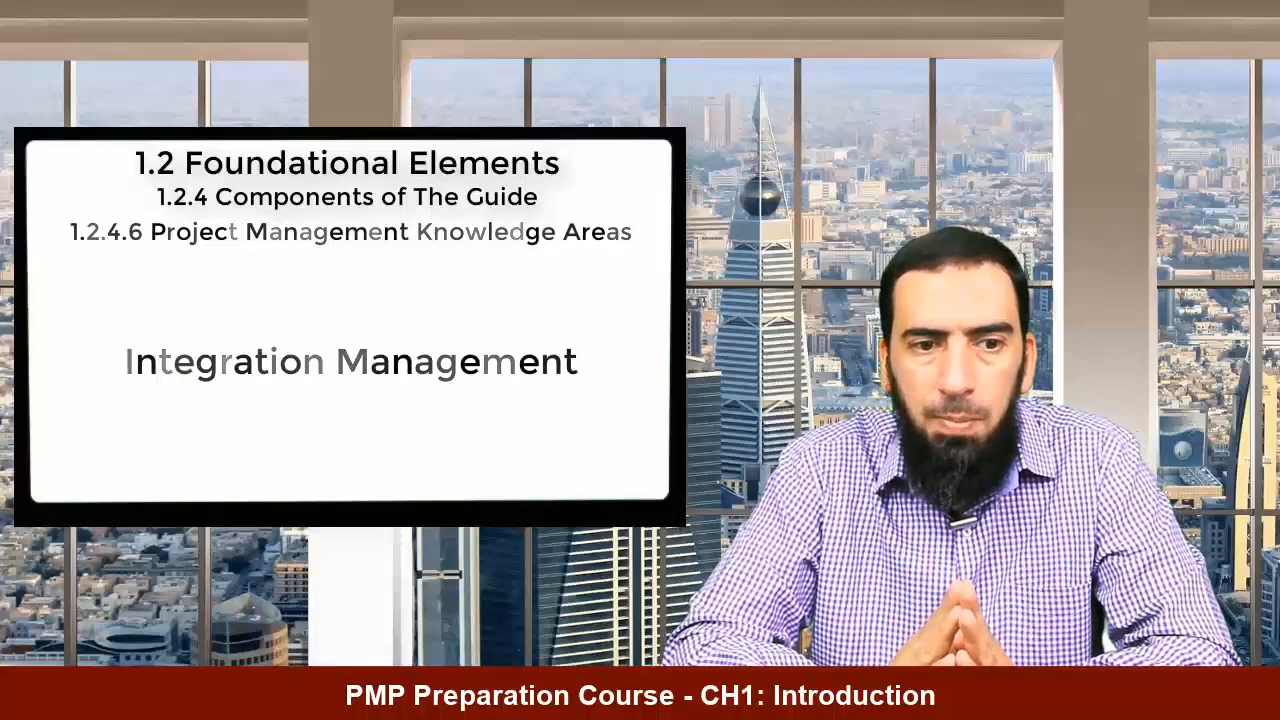 1.2 Foundational Elements
1.2.4 Components of The Guide
1.2.4.6 Project Management Knowledge Areas
Integration Management
PMP Preparation Course - CH1: Introduction